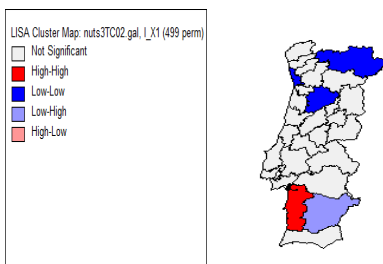 LISA Cluster Map: nuts3TC02.gal, I_X1 (499 perm)
Not Significant
High-High
Low-Low
Low-High
High-Low